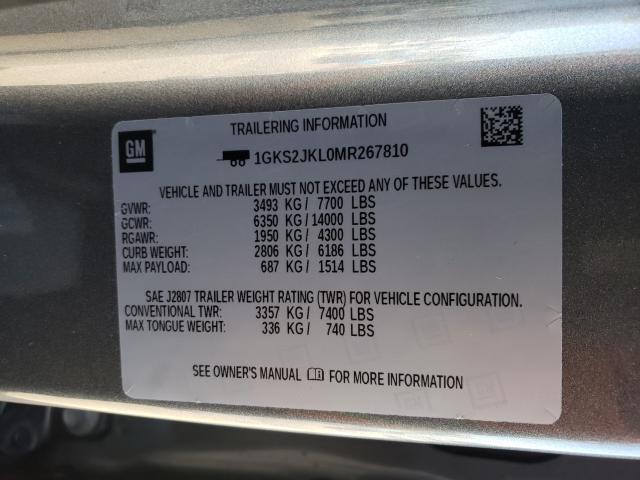 GM
TRAILERING INFORMATION
1GKS2JKL0MR267810
VEHICLE AND TRAILER MUST NOT EXCEED ANY OF THESE VALUES.
GVWR: 3493 KG / 7700 LBS
GCWR: 6350 KG / 14000 LBS
RGAWR: 1950 KG / 4300 LBS
CURB WEIGHT: 2806 KG / 6186 LBS
MAX PAYLOAD: 687 KG / 1514 LBS
SAE J2807 TRAILER WEIGHT RATING (TWR) FOR VEHICLE CONFIGURATION.
CONVENTIONAL TWR: 3357 KG / 7400 LBS
MAX TONGUE WEIGHT: 336 KG / 740 LBS
SEE OWNER'S MANUAL FOR MORE INFORMATION